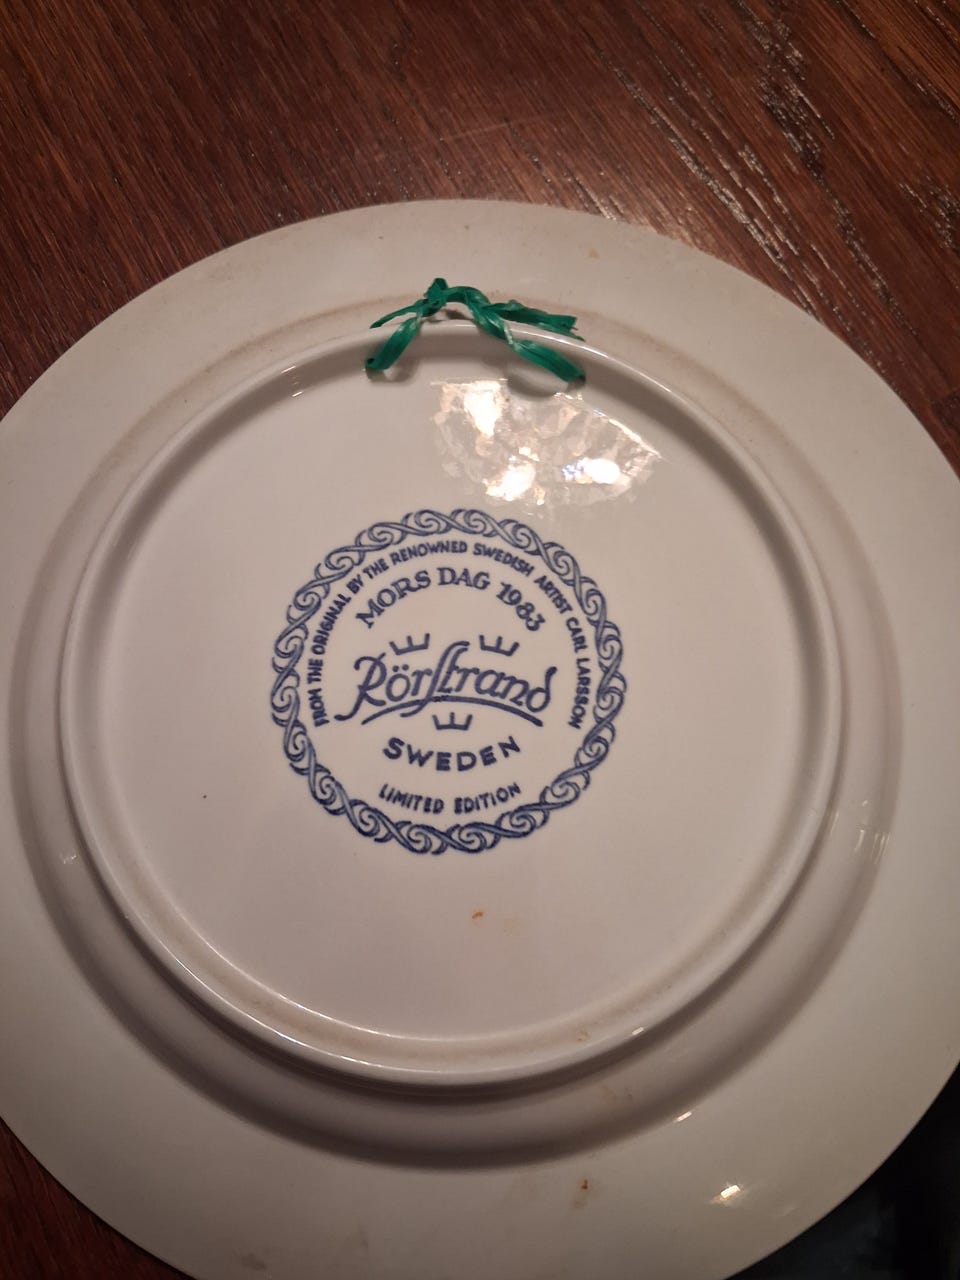 FROM THE ORIGINAL BY THE RENOWNED SWEDISH ARTIST CARL LARSSON
MORS DAG 1983
Rörstrand
SWEDEN
LIMITED EDITION